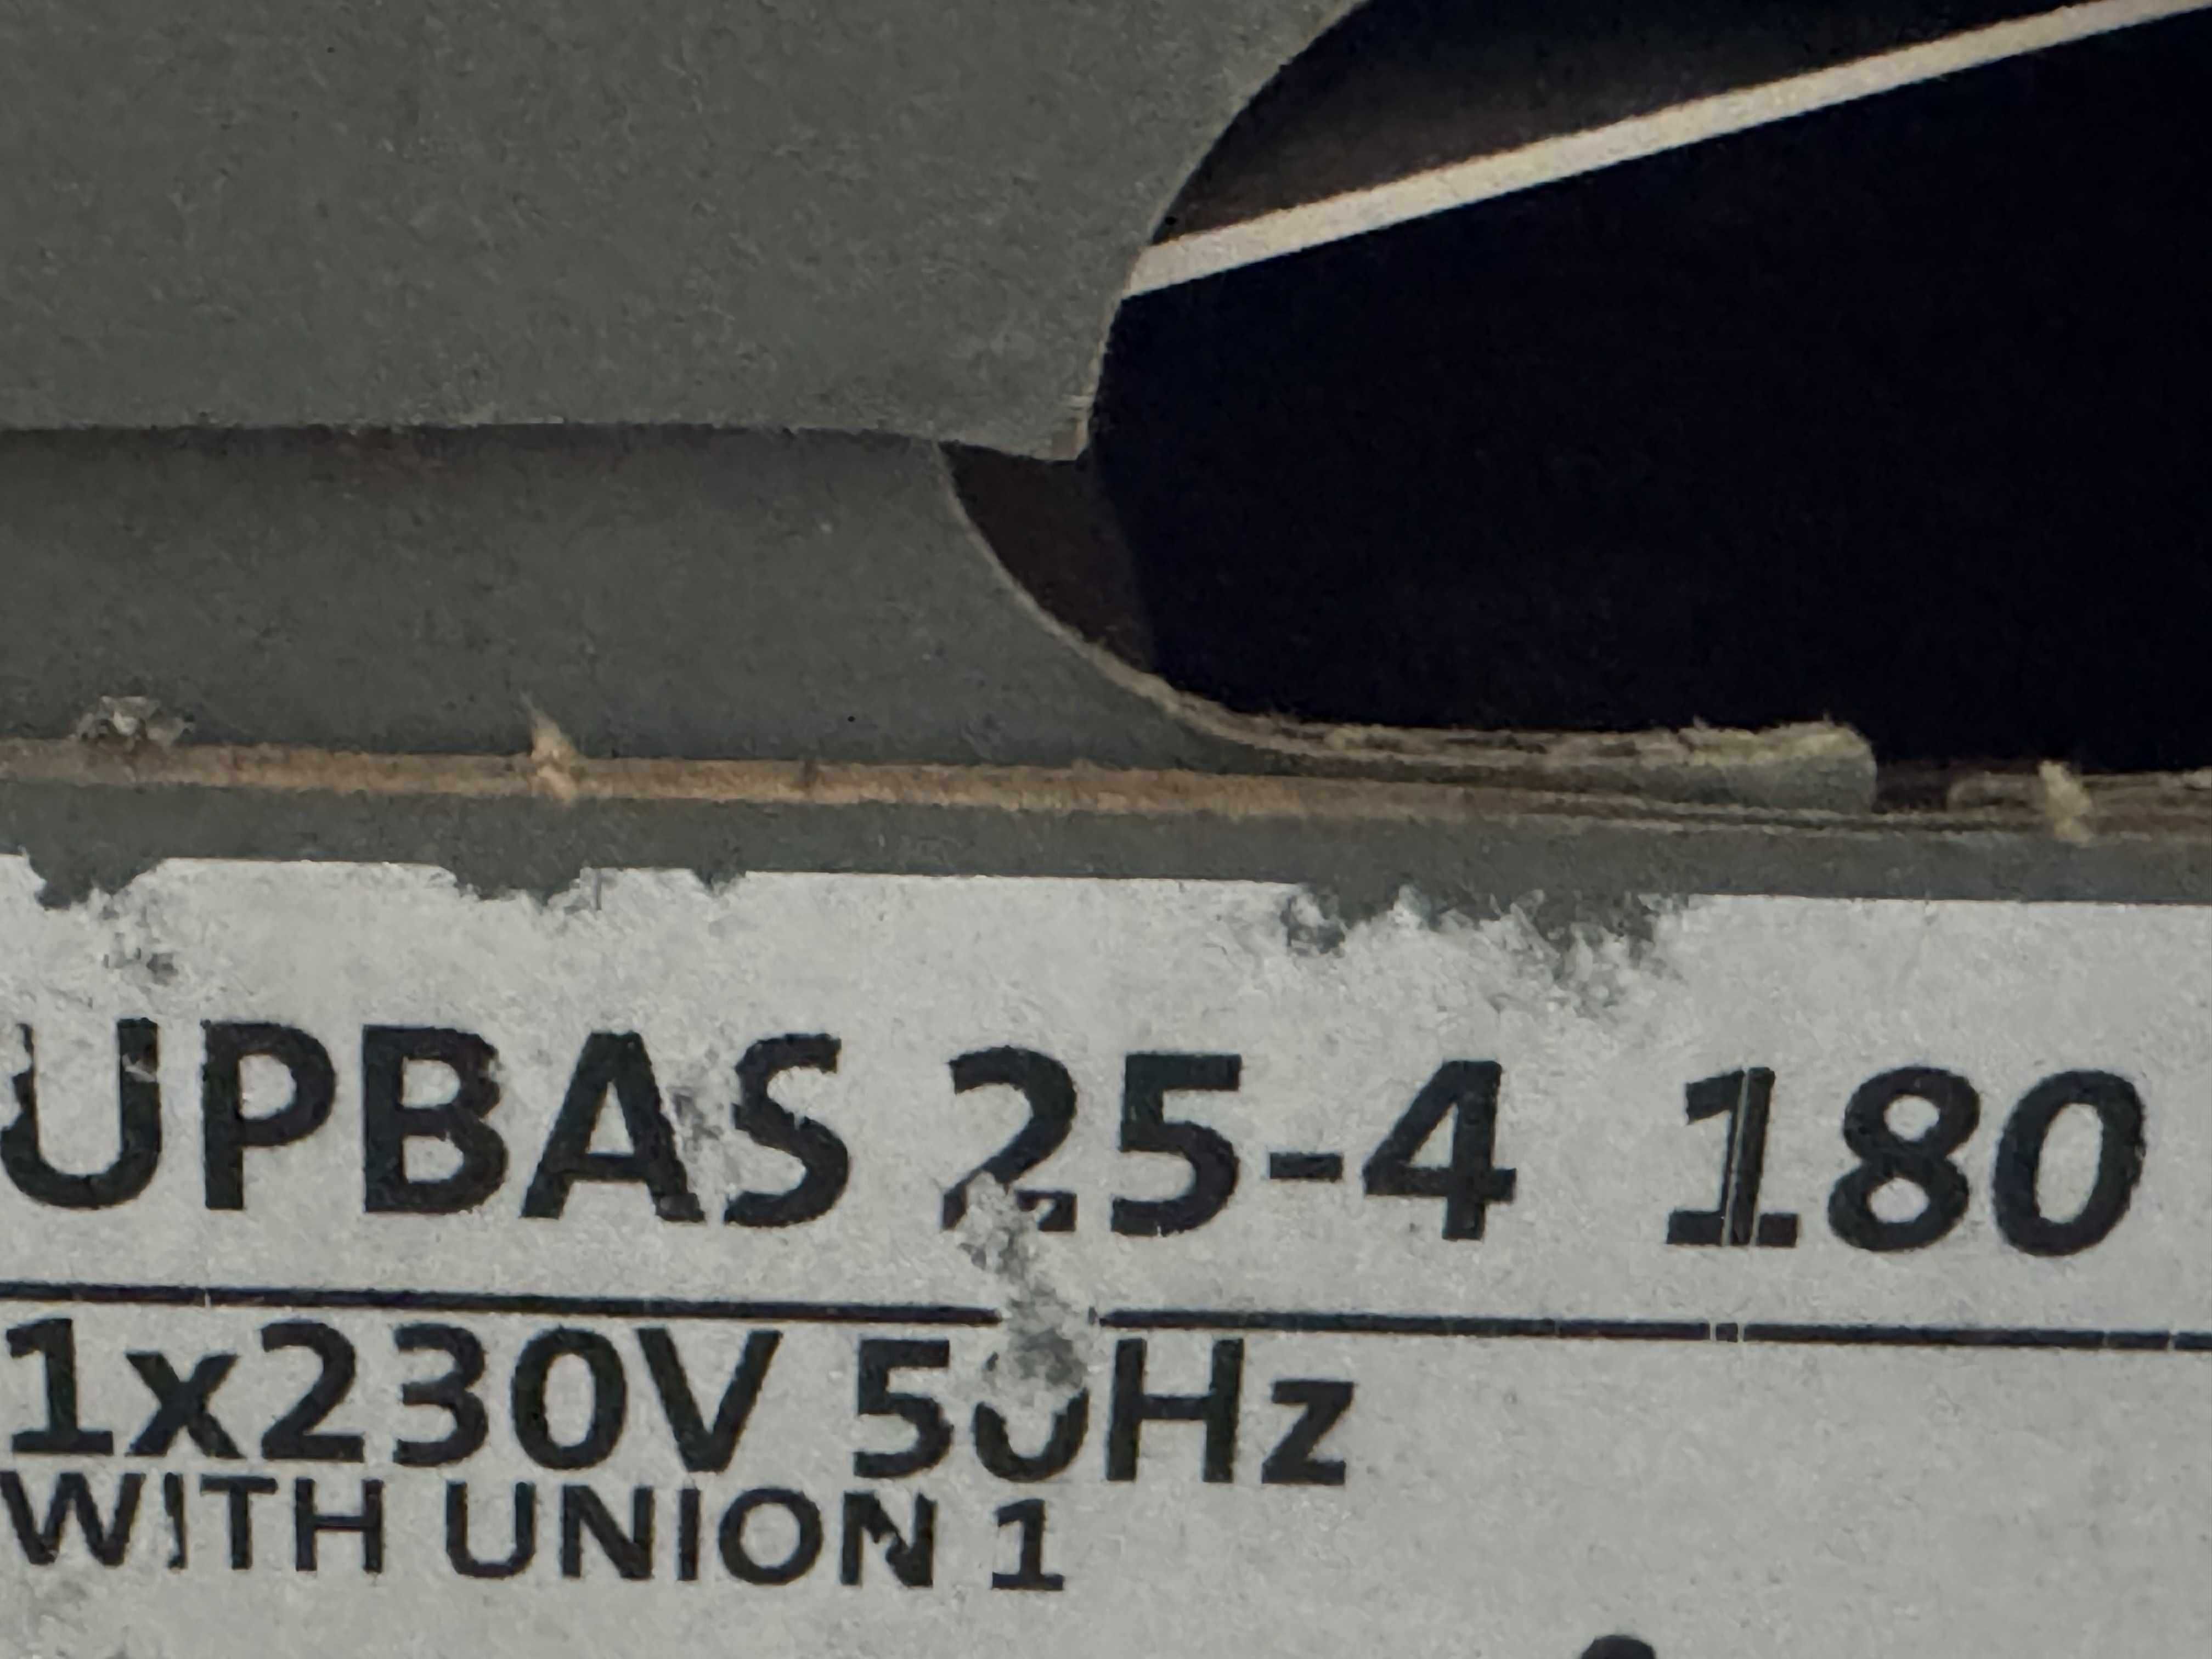 UPBAS 25-4 180
1x230V 50Hz
WITH UNION 1